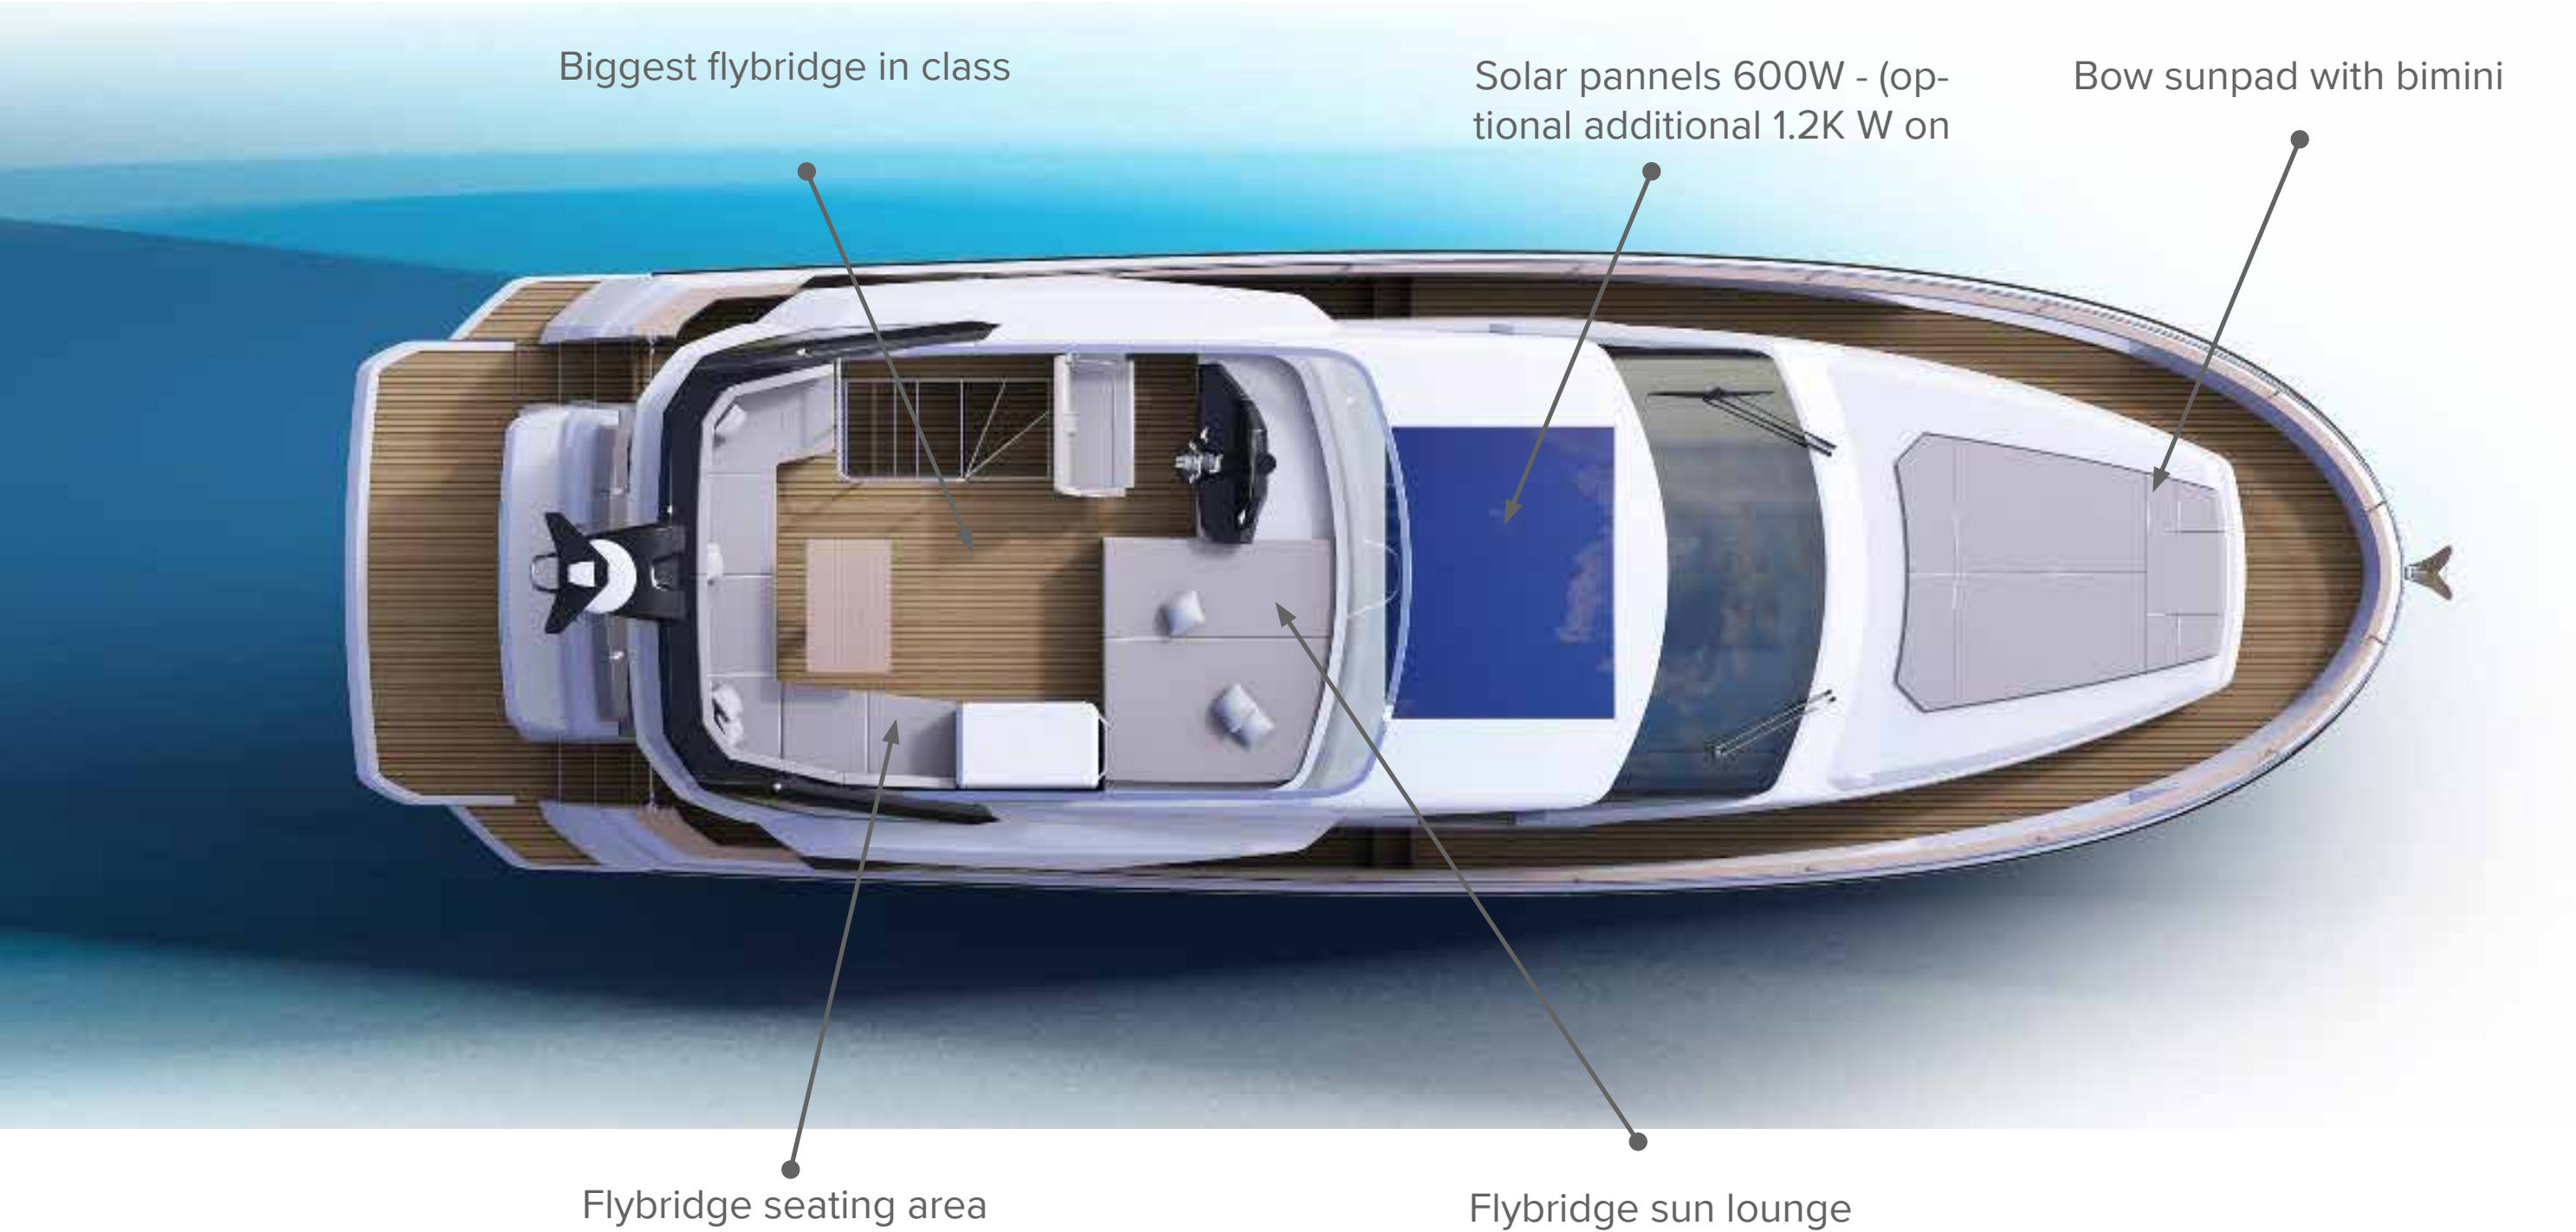 Biggest flybridge in class
Solar pannels 600W - (op-
tional additional 1.2K W on
Bow sunpad with bimini
Flybridge seating area
Flybridge sun lounge